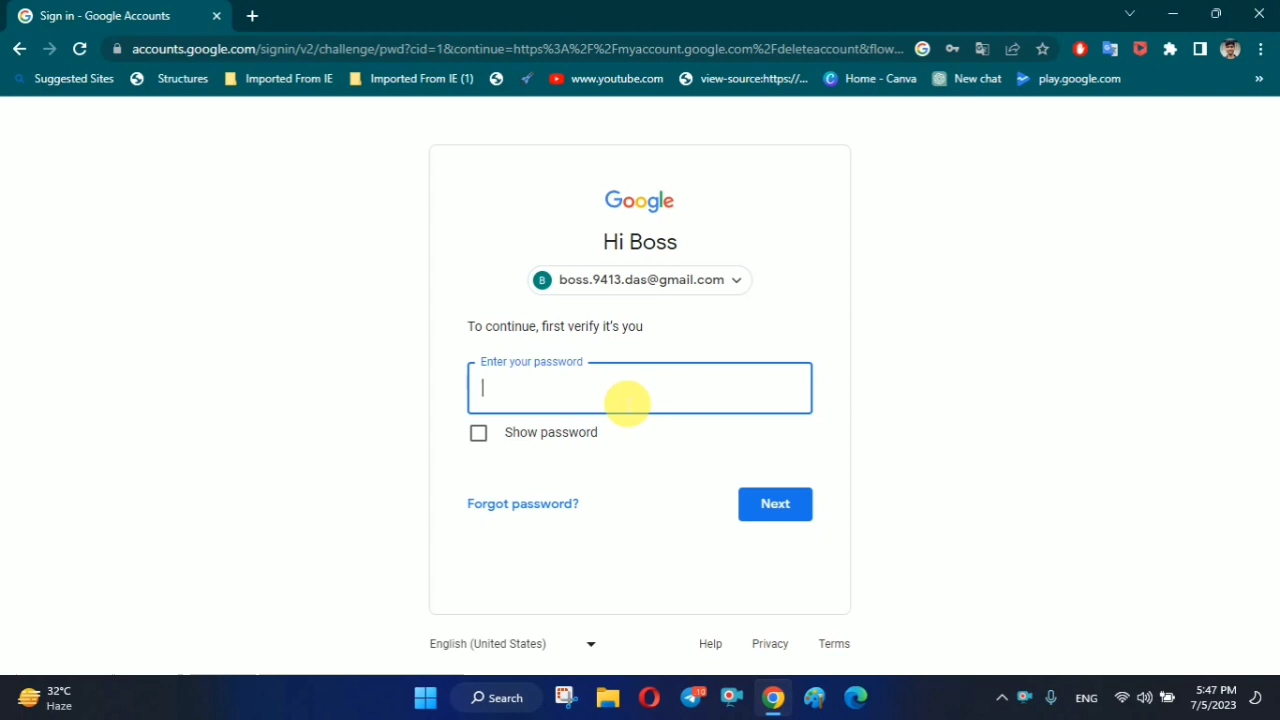 Sign in - Google Accounts
accounts.google.com/signin/v2/challenge/pwd?cid=1&continue=https%3A%2F%2Fmyaccount.google.com%2Fdeleteaccount&flow...
Suggested Sites Structures Imported From IE Imported From IE (1) www.youtube.com view-source:https://... Home - Canva New chat play.google.com »
Google
Hi Boss
B boss.9413.das@gmail.com
To continue, first verify it's you
Enter your password
Show password
Forgot password? Next
English (United States) Help Privacy Terms
32°C
Haze
Search
10
ENG
5:47 PM
7/5/2023